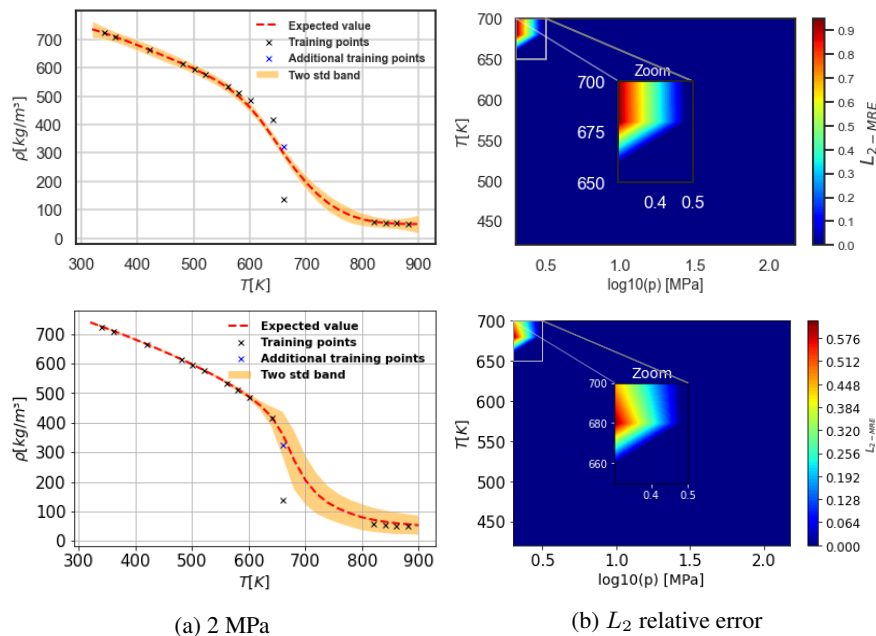 700
600
500
400
300
200
100
0
ρ[kg/m³]
300 400 500 600 700 800 900
T[K]
Expected value
Training points
Additional training points
Two std band
700
650
600
550
500
450
T[K]
Zoom
700
675
650
0.4 0.5
0.5 1.0 1.5 2.0
log10(p) [MPa]
0.9
0.8
0.7
0.6
0.5
0.4
0.3
0.2
0.1
0.0
L2−MRE
700
600
500
400
300
200
100
0
ρ[kg/m³]
300 400 500 600 700 800 900
T[K]
Expected value
Training points
Additional training points
Two std band
700
650
600
550
500
450
T[K]
Zoom
700
680
660
0.4 0.5
0.5 1.0 1.5 2.0
log10(p) [MPa]
0.576
0.512
0.448
0.384
0.320
0.256
0.192
0.128
0.064
0.000
L2−MRE
(a) 2 MPa
(b) L2 relative error